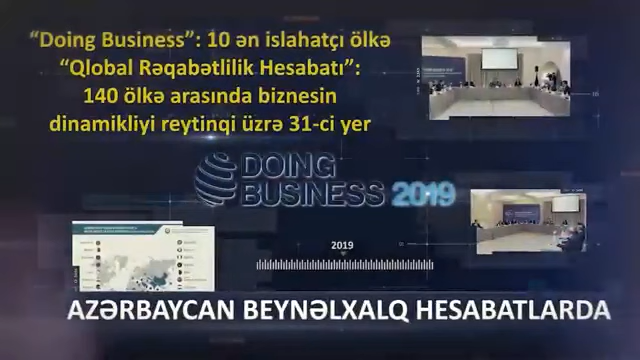 “Doing Business”: 10 ən islahatçı ölkə
“Qlobal Rəqabətlilik Hesabatı”:
140 ölkə arasında biznesin
dinamikliyi reytinqi üzrə 31-ci yer
DOING
BUSINESS 2019
2019
AZƏRBAYCAN BEYNƏLXALQ HESABATLARDA